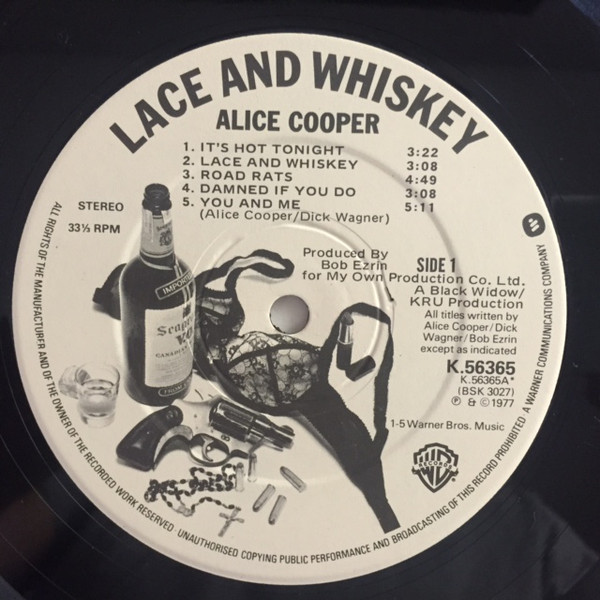 LACE AND WHISKEY
ALICE COOPER
1. IT'S HOT TONIGHT 3:22
2. LACE AND WHISKEY 3:08
3. ROAD RATS 4:49
4. DAMNED IF YOU DO 3:08
5. YOU AND ME 5:11
(Alice Cooper/Dick Wagner)
STEREO
33⅓ RPM
Produced By
Bob Ezrin
for My Own Production Co. Ltd.
SIDE 1
A Black Widow/
KRU Production
All titles written by
Alice Cooper/Dick
Wagner/Bob Ezrin
except as indicated
K.56365
K.56365A*
(BSK 3027)
℗ & © 1977
1-5 Warner Bros. Music
IMPORTED
Seagram's
V.O.
CANADIAN
RECORDS
ALL RIGHTS OF THE MANUFACTURER AND OF THE OWNER OF THE RECORDED WORK RESERVED UNAUTHORISED COPYING PUBLIC PERFORMANCE AND BROADCASTING OF THIS RECORD PROHIBITED A WARNER COMMUNICATIONS COMPANY